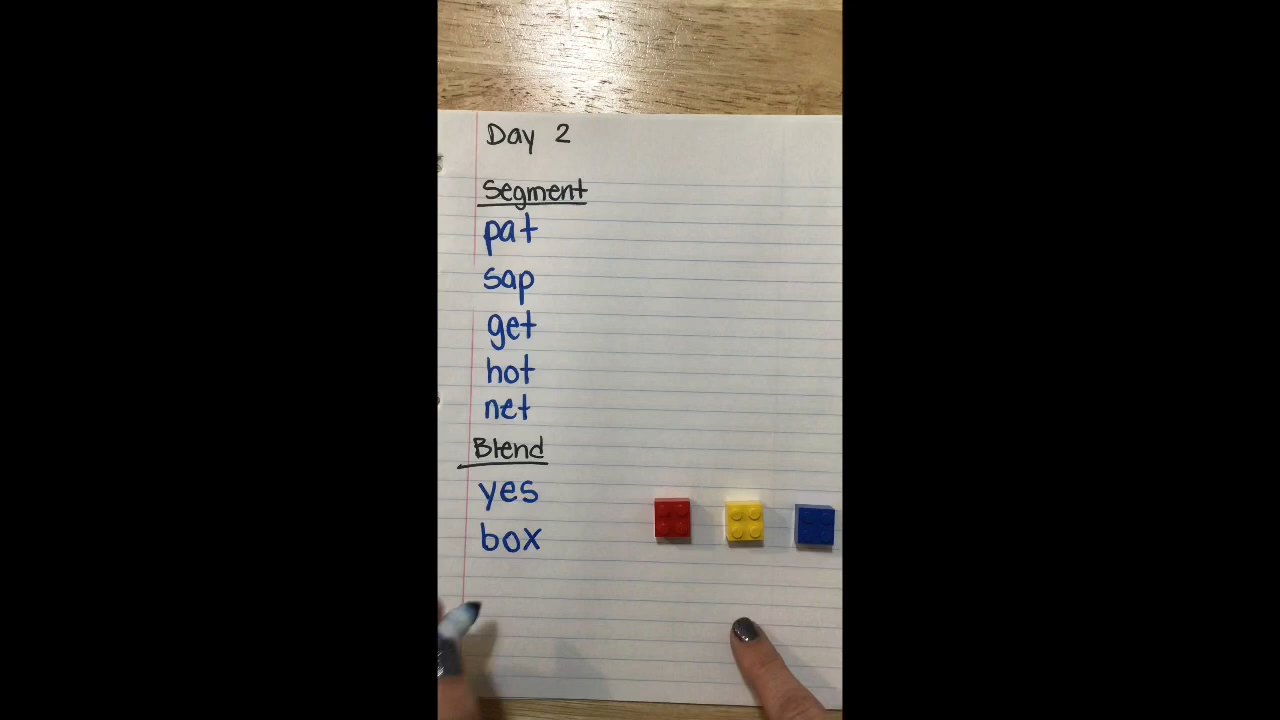 Day 2
Segment
pat
sap
get
hot
net
Blend
yes
box